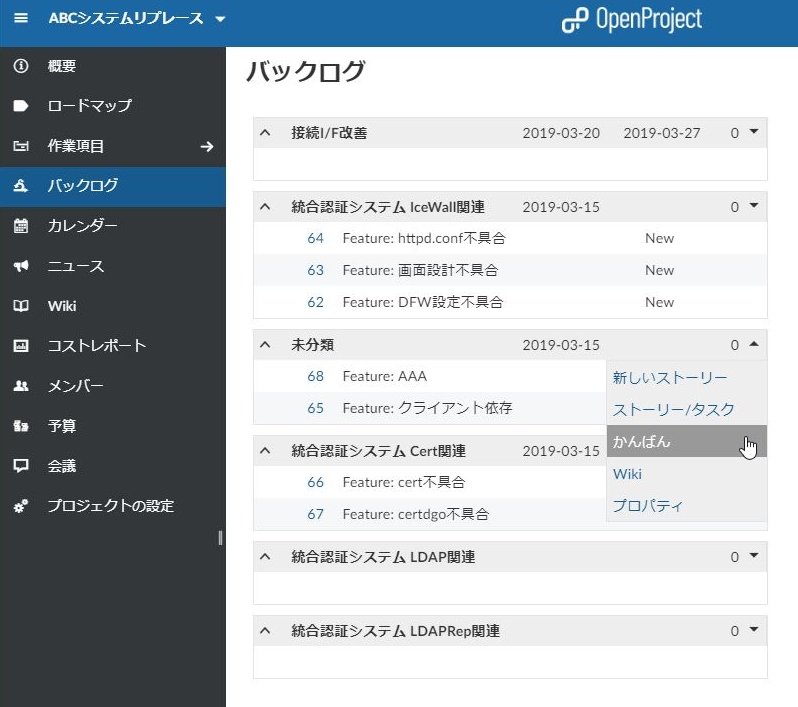 ABCシステムリプレース
OpenProject
概要
ロードマップ
作業項目
バックログ
カレンダー
ニュース
Wiki
コストレポート
メンバー
予算
会議
プロジェクトの設定
バックログ
接続I/F改善 2019-03-20 2019-03-27 0
統合認証システム IceWall関連 2019-03-15 0
64 Feature: httpd.conf不具合 New
63 Feature: 画面設計不具合 New
62 Feature: DFW設定不具合 New
未分類 2019-03-15 0
68 Feature: AAA
65 Feature: クライアント依存
新しいストーリー
ストーリー/タスク
かんばん
Wiki
プロパティ
統合認証システム Cert関連 2019-03-15
66 Feature: cert不具合
67 Feature: certdgo不具合
統合認証システム LDAP関連 0
統合認証システム LDAPRep関連 0